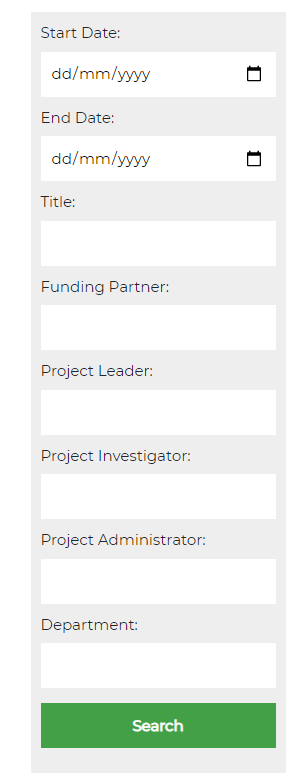 Start Date:
dd/mm/yyyy
End Date:
dd/mm/yyyy
Title:
Funding Partner:
Project Leader:
Project Investigator:
Project Administrator:
Department:
Search